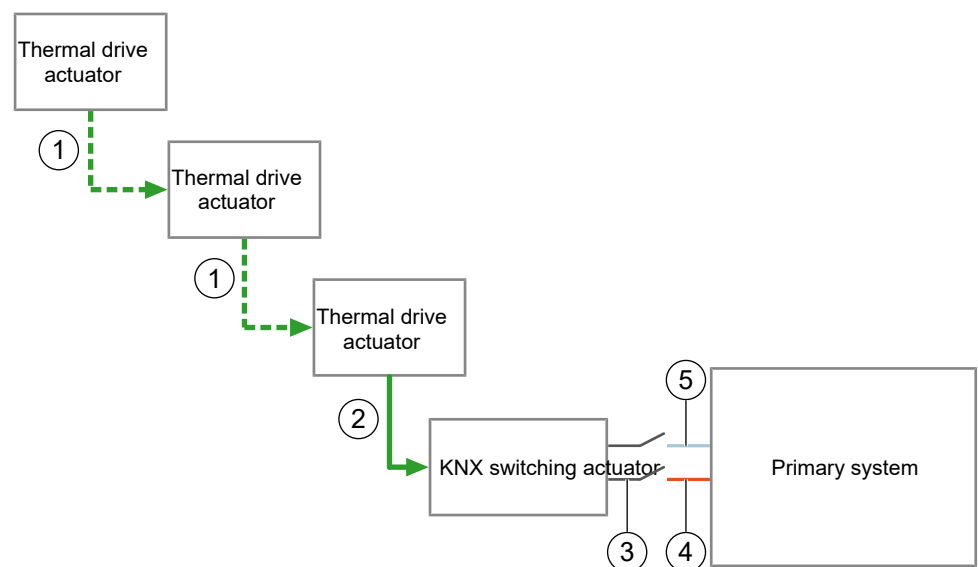 Thermal drive
actuator
1
Thermal drive
actuator
1
Thermal drive
actuator
2
5
KNX switching actuator
Primary system
3
4